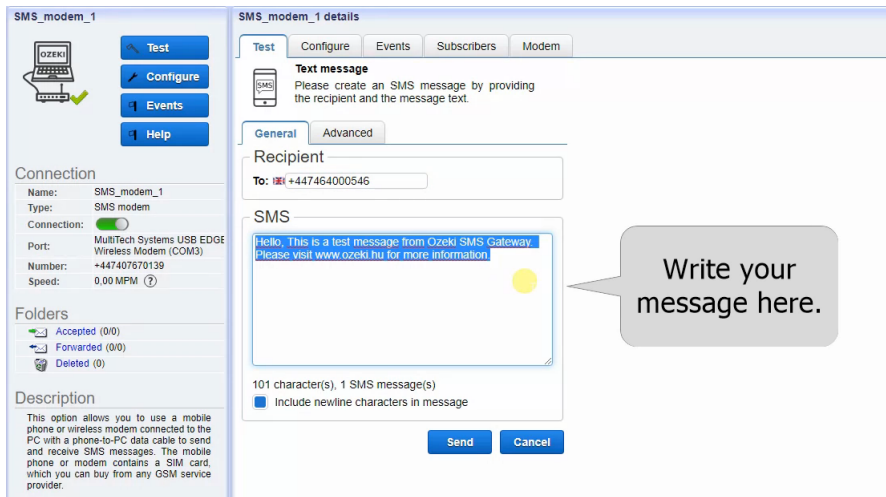 SMS_modem_1
OZEKI
Test
Configure
Events
Help
Connection
Name: SMS_modem_1
Type: SMS modem
Connection:
Port: MultiTech Systems USB EDGE
Wireless Modem (COM3)
Number: +447407670139
Speed: 0,00 MPM ?
Folders
Accepted (0/0)
Forwarded (0/0)
Deleted (0)
Description
This option allows you to use a mobile
phone or wireless modem connected to the
PC with a phone-to-PC data cable to send
and receive SMS messages. The mobile
phone or modem contains a SIM card,
which you can buy from any GSM service
provider.
SMS_modem_1 details
Test Configure Events Subscribers Modem
SMS
Text message
Please create an SMS message by providing
the recipient and the message text.
General Advanced
Recipient
To: +447464000546
SMS
Hello, This is a test message from Ozeki SMS Gateway.
Please visit www.ozeki.hu for more information.
101 character(s), 1 SMS message(s)
Include newline characters in message
Send Cancel
Write your
message here.